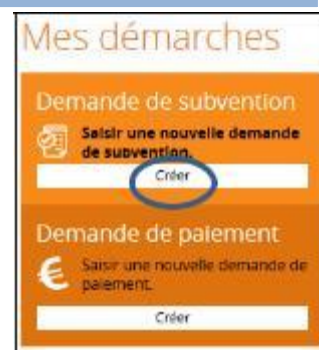 Mes démarches
Demande de subvention
Saisir une nouvelle demande
de subvention.
Créer
Demande de paiement
€ Saisir une nouvelle demande de
paiement.
Créer